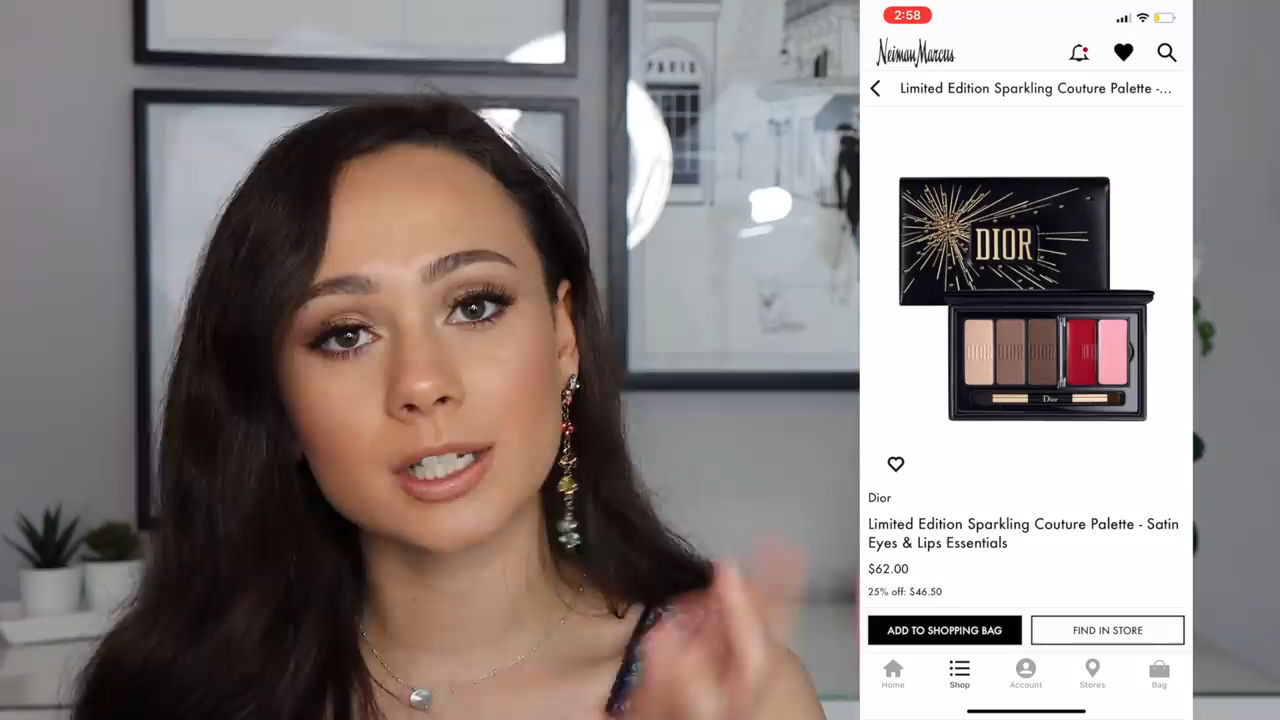 PARIS
2:58
Neiman Marcus
Limited Edition Sparkling Couture Palette -...
DIOR
DIOR DIOR DIOR DIOR
Dior
Dior
Limited Edition Sparkling Couture Palette - Satin
Eyes & Lips Essentials
$62.00
25% off: $46.50
ADD TO SHOPPING BAG
FIND IN STORE
Home
Shop
Account
Stores
Bag